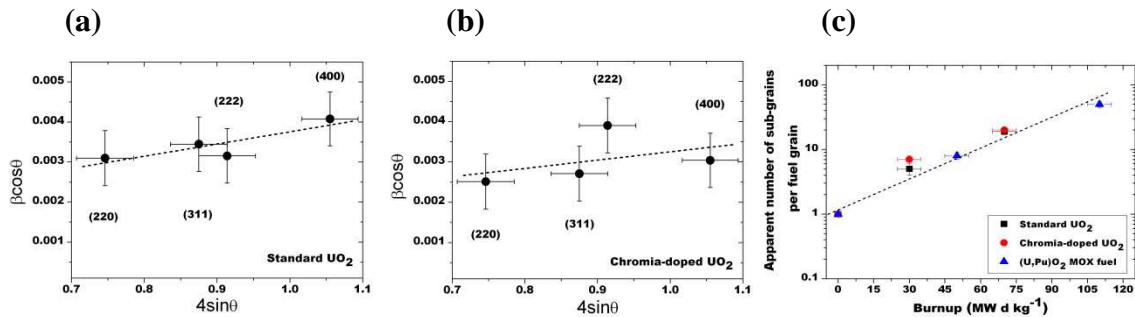 (a)
(b)
(c)
βcosθ
0.005
0.004
0.003
0.002
0.001
(220)
(311)
(222)
(400)
Standard UO2
0.7 0.8 0.9 1.0 1.1
4sinθ
βcosθ
0.005
0.004
0.003
0.002
0.001
(220)
(311)
(222)
(400)
Chromia-doped UO2
0.7 0.8 0.9 1.0 1.1
4sinθ
Apparent number of sub-grains
per fuel grain
100
10
1
0.1
Standard UO2
Chromia-doped UO2
(U,Pu)O2 MOX fuel
0 15 30 45 60 75 90 105 120
Burnup (MW d kg-1)